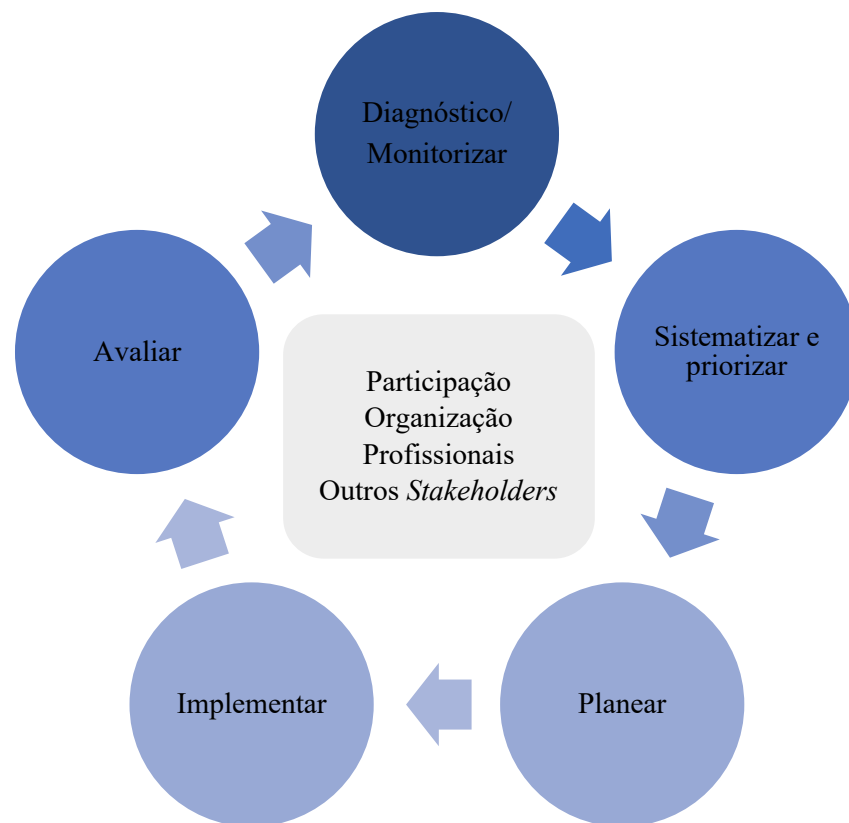 Diagnóstico/
Monitorizar
Sistematizar e
priorizar
Planear
Implementar
Avaliar
Participação
Organização
Profissionais
Outros Stakeholders